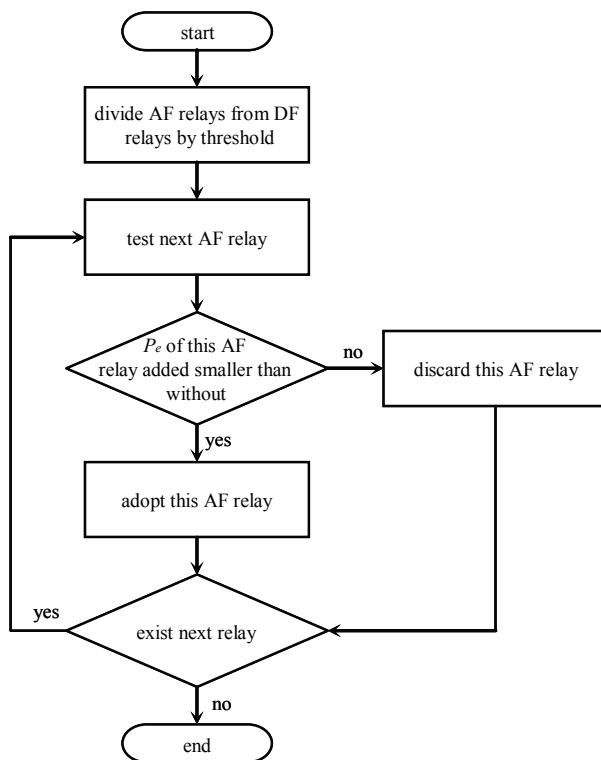 start
divide AF relays from DF
relays by threshold
test next AF relay
Pe of this AF
relay added smaller than
without
no
discard this AF relay
yes
adopt this AF relay
yes
exist next relay
no
end